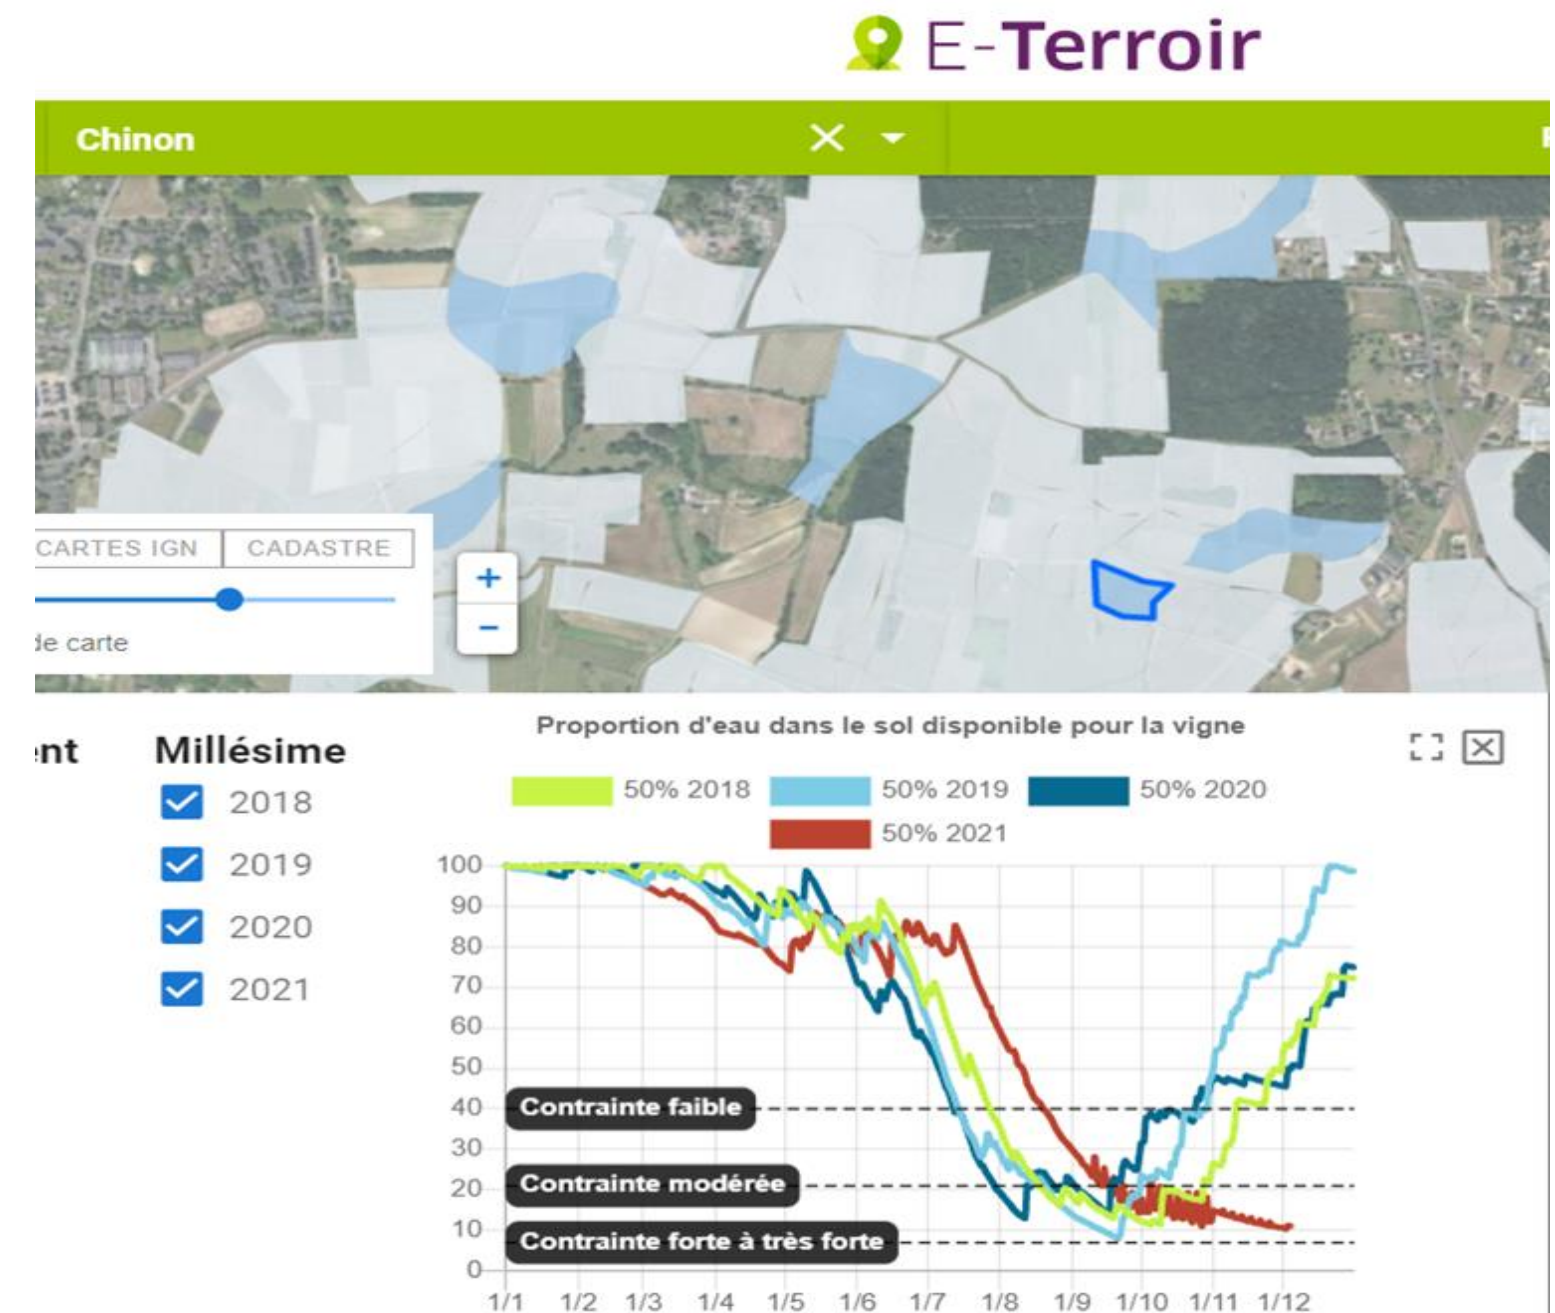 E-Terroir
Chinon
CARTES IGN CADASTRE
+
−
de carte
Millésime
2018
2019
2020
2021
Proportion d'eau dans le sol disponible pour la vigne
50% 2018 50% 2019 50% 2020
50% 2021
100
90
80
70
60
50
40
30
20
10
0
Contrainte faible
Contrainte modérée
Contrainte forte à très forte
1/1 1/2 1/3 1/4 1/5 1/6 1/7 1/8 1/9 1/10 1/11 1/12